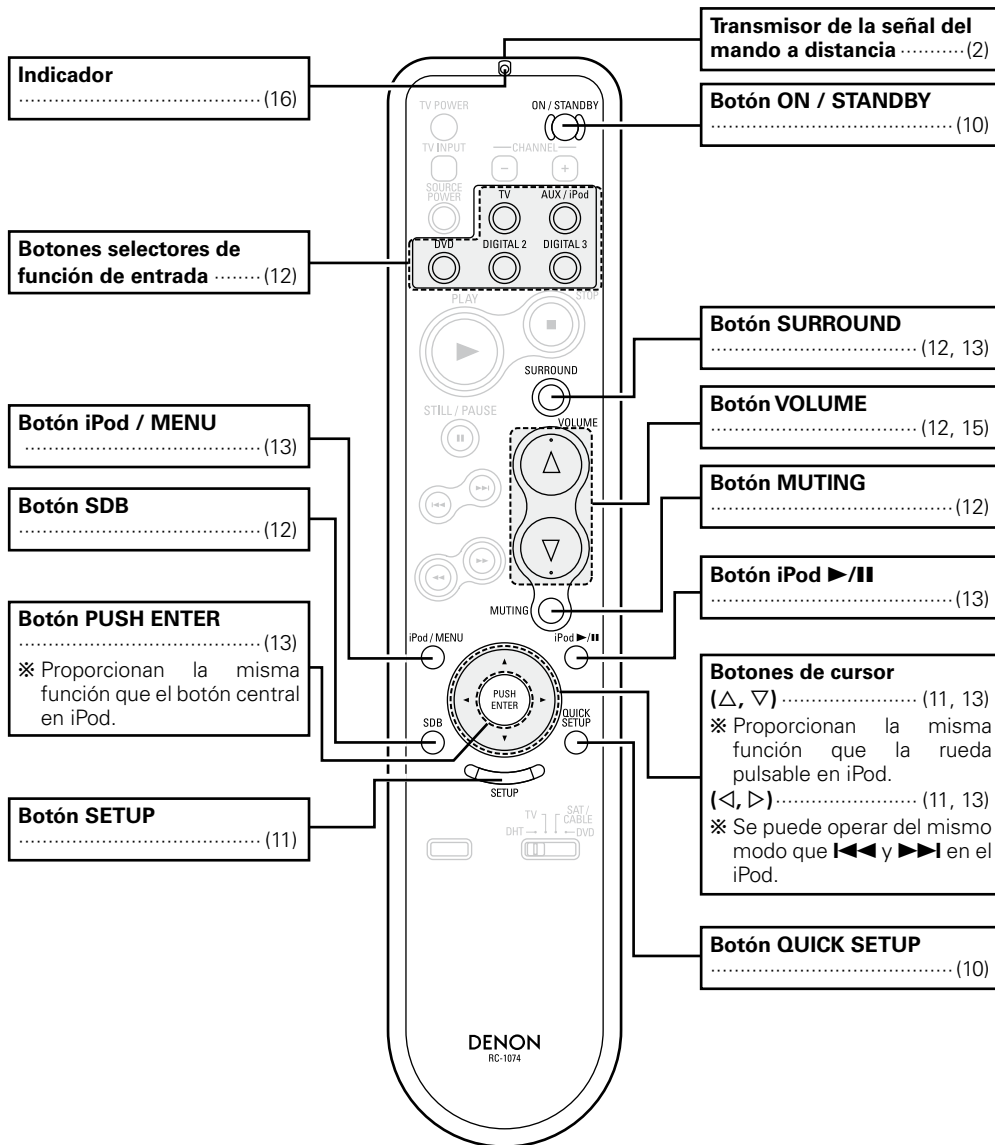 Transmisor de la señal del
mando a distancia ··········· (2)
Indicador
····································· (16)
Botón ON / STANDBY
····································· (10)
Botones selectores de
función de entrada ········ (12)
Botón SURROUND
································ (12, 13)
Botón iPod / MENU
····································· (13)
Botón VOLUME
································ (12, 15)
Botón SDB
····································· (12)
Botón MUTING
····································· (12)
Botón PUSH ENTER
····································· (13)
※ Proporcionan la misma
función que el botón central
en iPod.
Botón iPod ►/II
····································· (13)
Botones de cursor
(△, ▽) ······················ (11, 13)
※ Proporcionan la misma
función que la rueda
pulsable en iPod.
(◁, ▷) ······················ (11, 13)
※ Se puede operar del mismo
modo que I◄◄ y ►►I en el
iPod.
Botón SETUP
····································· (11)
Botón QUICK SETUP
····································· (10)
TV POWER
ON / STANDBY
TV INPUT
CHANNEL
− +
SOURCE
POWER
TV
AUX / iPod
DVD
DIGITAL 2
DIGITAL 3
PLAY
STOP
SURROUND
STILL / PAUSE
VOLUME
MUTING
iPod / MENU
iPod ►/II
PUSH
ENTER
SDB
QUICK
SETUP
SETUP
TV
SAT /
CABLE
DHT
DVD
DENON
RC-1074